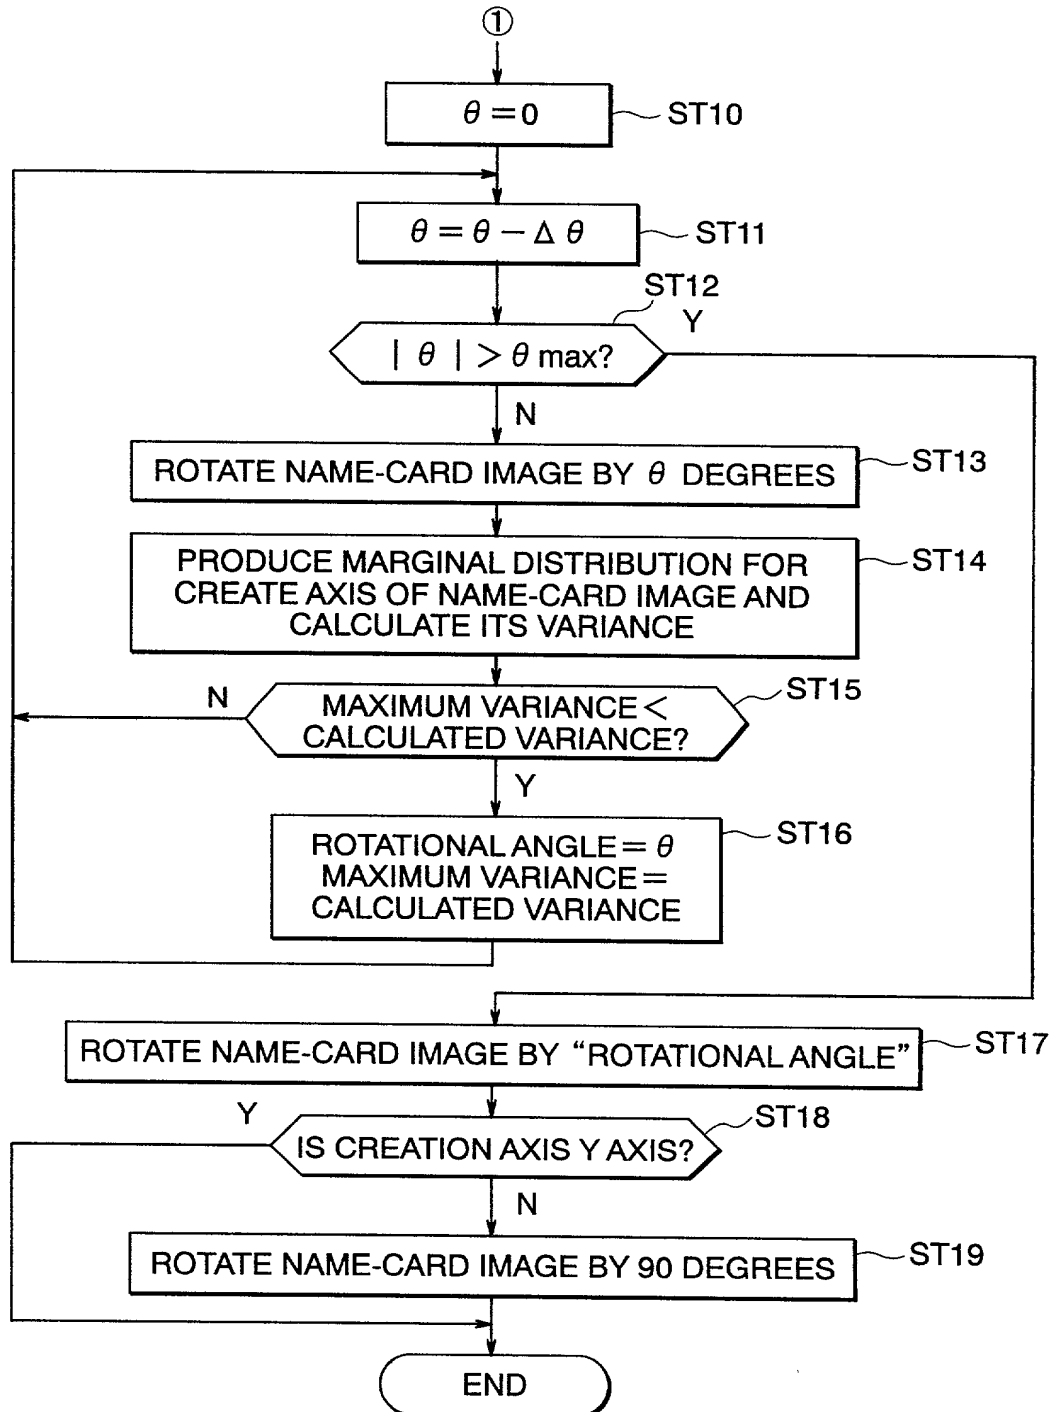 ①
θ = 0
ST10
θ = θ − Δ θ
ST11
ST12
Y
| θ | > θ max?
N
ROTATE NAME-CARD IMAGE BY θ DEGREES
ST13
PRODUCE MARGINAL DISTRIBUTION FOR
CREATE AXIS OF NAME-CARD IMAGE AND
CALCULATE ITS VARIANCE
ST14
N
MAXIMUM VARIANCE <
CALCULATED VARIANCE?
ST15
Y
ROTATIONAL ANGLE = θ
MAXIMUM VARIANCE =
CALCULATED VARIANCE
ST16
ROTATE NAME-CARD IMAGE BY “ROTATIONAL ANGLE”
ST17
Y
IS CREATION AXIS Y AXIS?
ST18
N
ROTATE NAME-CARD IMAGE BY 90 DEGREES
ST19
END